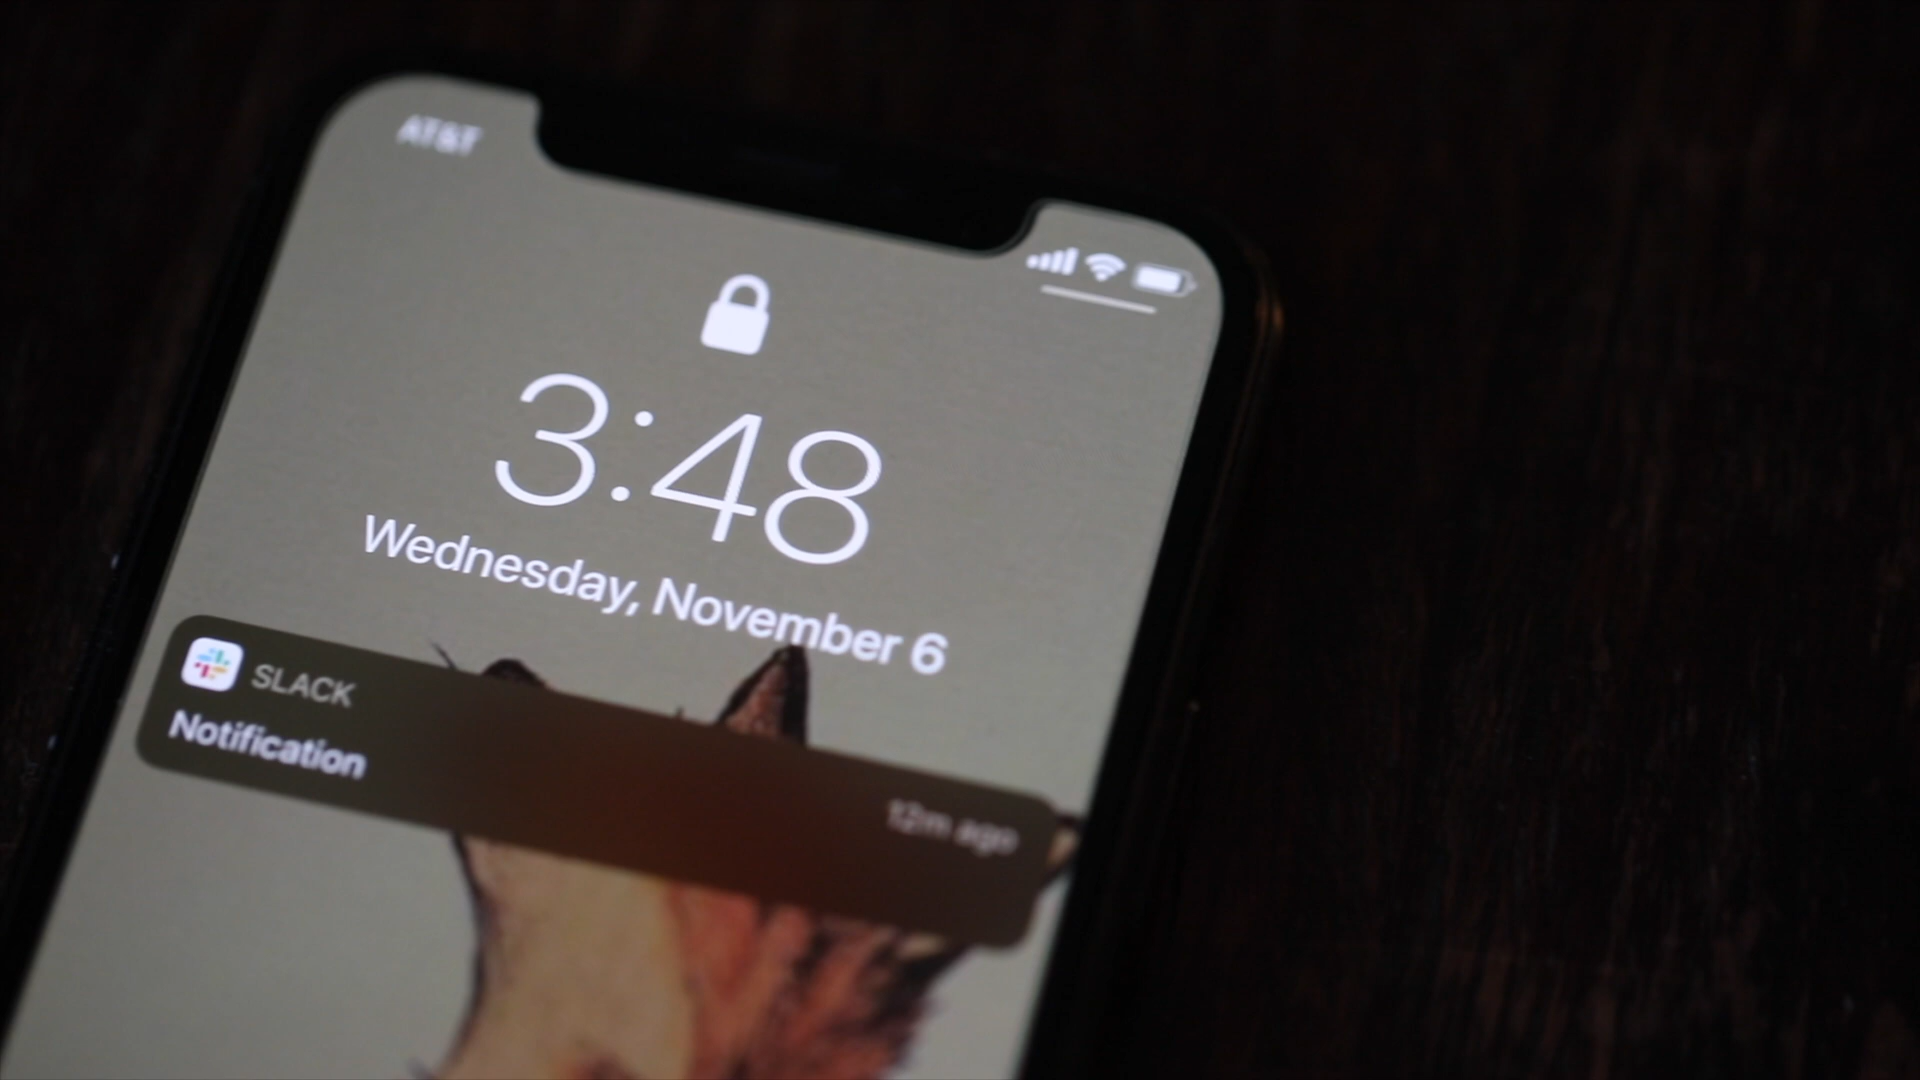 AT&T
3:48
Wednesday, November 6
SLACK
12m ago
Notification